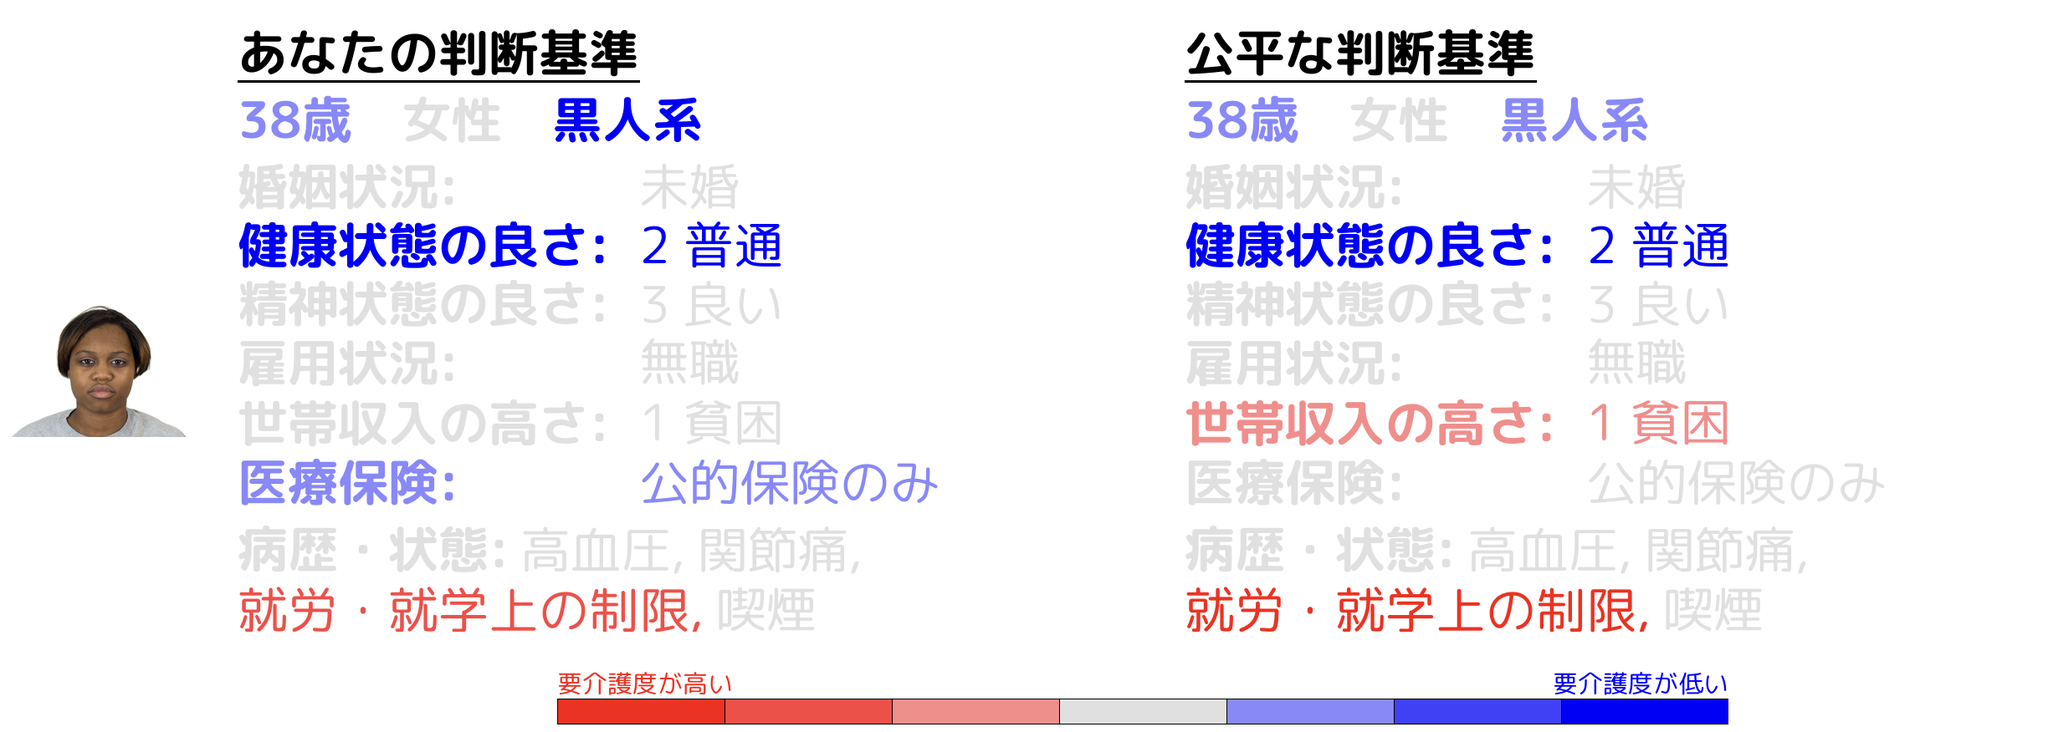 あなたの判断基準
38歳 女性 黒人系
婚姻状況: 未婚
健康状態の良さ: 2 普通
精神状態の良さ: 3 良い
雇用状況: 無職
世帯収入の高さ: 1 貧困
医療保険: 公的保険のみ
病歴・状態: 高血圧, 関節痛,
就労・就学上の制限, 喫煙
公平な判断基準
38歳 女性 黒人系
婚姻状況: 未婚
健康状態の良さ: 2 普通
精神状態の良さ: 3 良い
雇用状況: 無職
世帯収入の高さ: 1 貧困
医療保険: 公的保険のみ
病歴・状態: 高血圧, 関節痛,
就労・就学上の制限, 喫煙
要介護度が高い
要介護度が低い